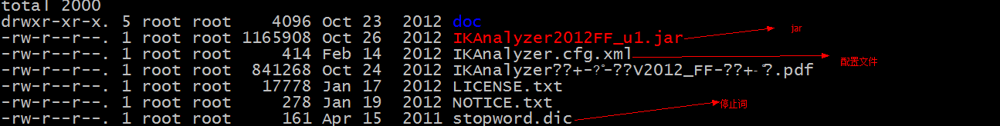 total 2000
drwxr-xr-x. 5 root root 4096 Oct 23 2012 doc
-rw-r--r--. 1 root root 1165908 Oct 26 2012 IKAnalyzer2012FF_u1.jar jar
-rw-r--r--. 1 root root 414 Feb 14 2012 IKAnalyzer.cfg.xml 配置文件
-rw-r--r--. 1 root root 841268 Oct 24 2012 IKAnalyzer??+-?˚-??V2012_FF-??+-˚?.pdf
-rw-r--r--. 1 root root 17778 Jan 17 2012 LICENSE.txt
-rw-r--r--. 1 root root 278 Jan 19 2012 NOTICE.txt 停止词
-rw-r--r--. 1 root root 161 Apr 15 2011 stopword.dic